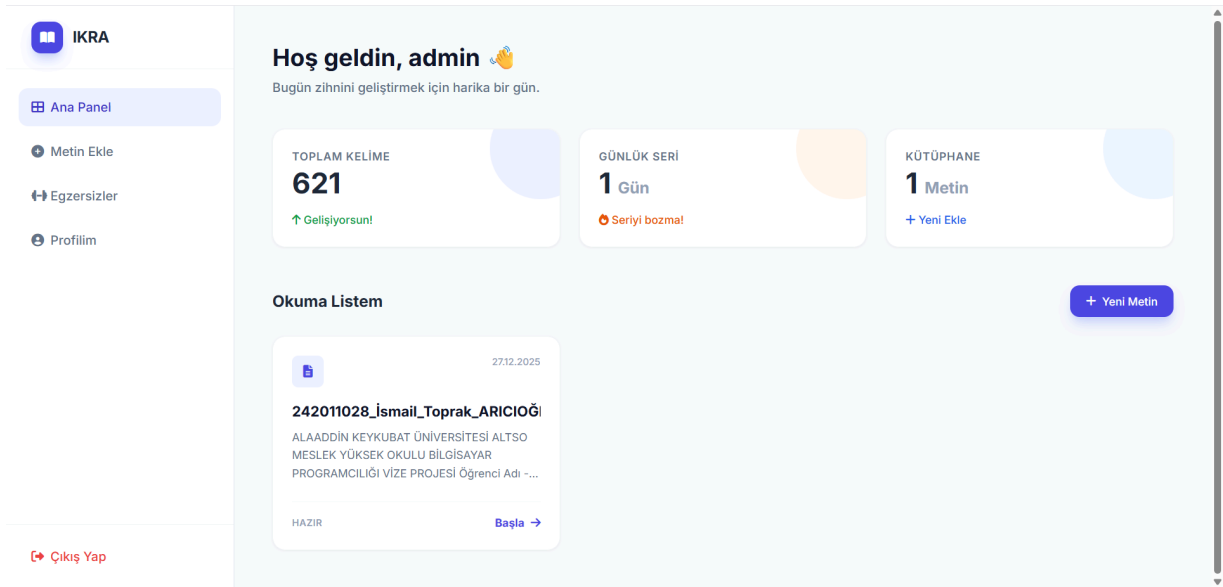 IKRA
Ana Panel
Metin Ekle
Egzersizler
Profilim
Çıkış Yap
Hoş geldin, admin 👋
Bugün zihnini geliştirmek için harika bir gün.
TOPLAM KELİME
621
Gelişiyorsun!
GÜNLÜK SERİ
1 Gün
Seriyi bozma!
KÜTÜPHANE
1 Metin
+ Yeni Ekle
Okuma Listem
+ Yeni Metin
27.12.2025
242011028_İsmail_Toprak_ARICIOĞ
ALAADDİN KEYKUBAT ÜNİVERSİTESİ ALTSO
MESLEK YÜKSEK OKULU BİLGİSAYAR
PROGRAMCILIĞI VİZE PROJESİ Öğrenci Adı -...
HAZIR
Başla →